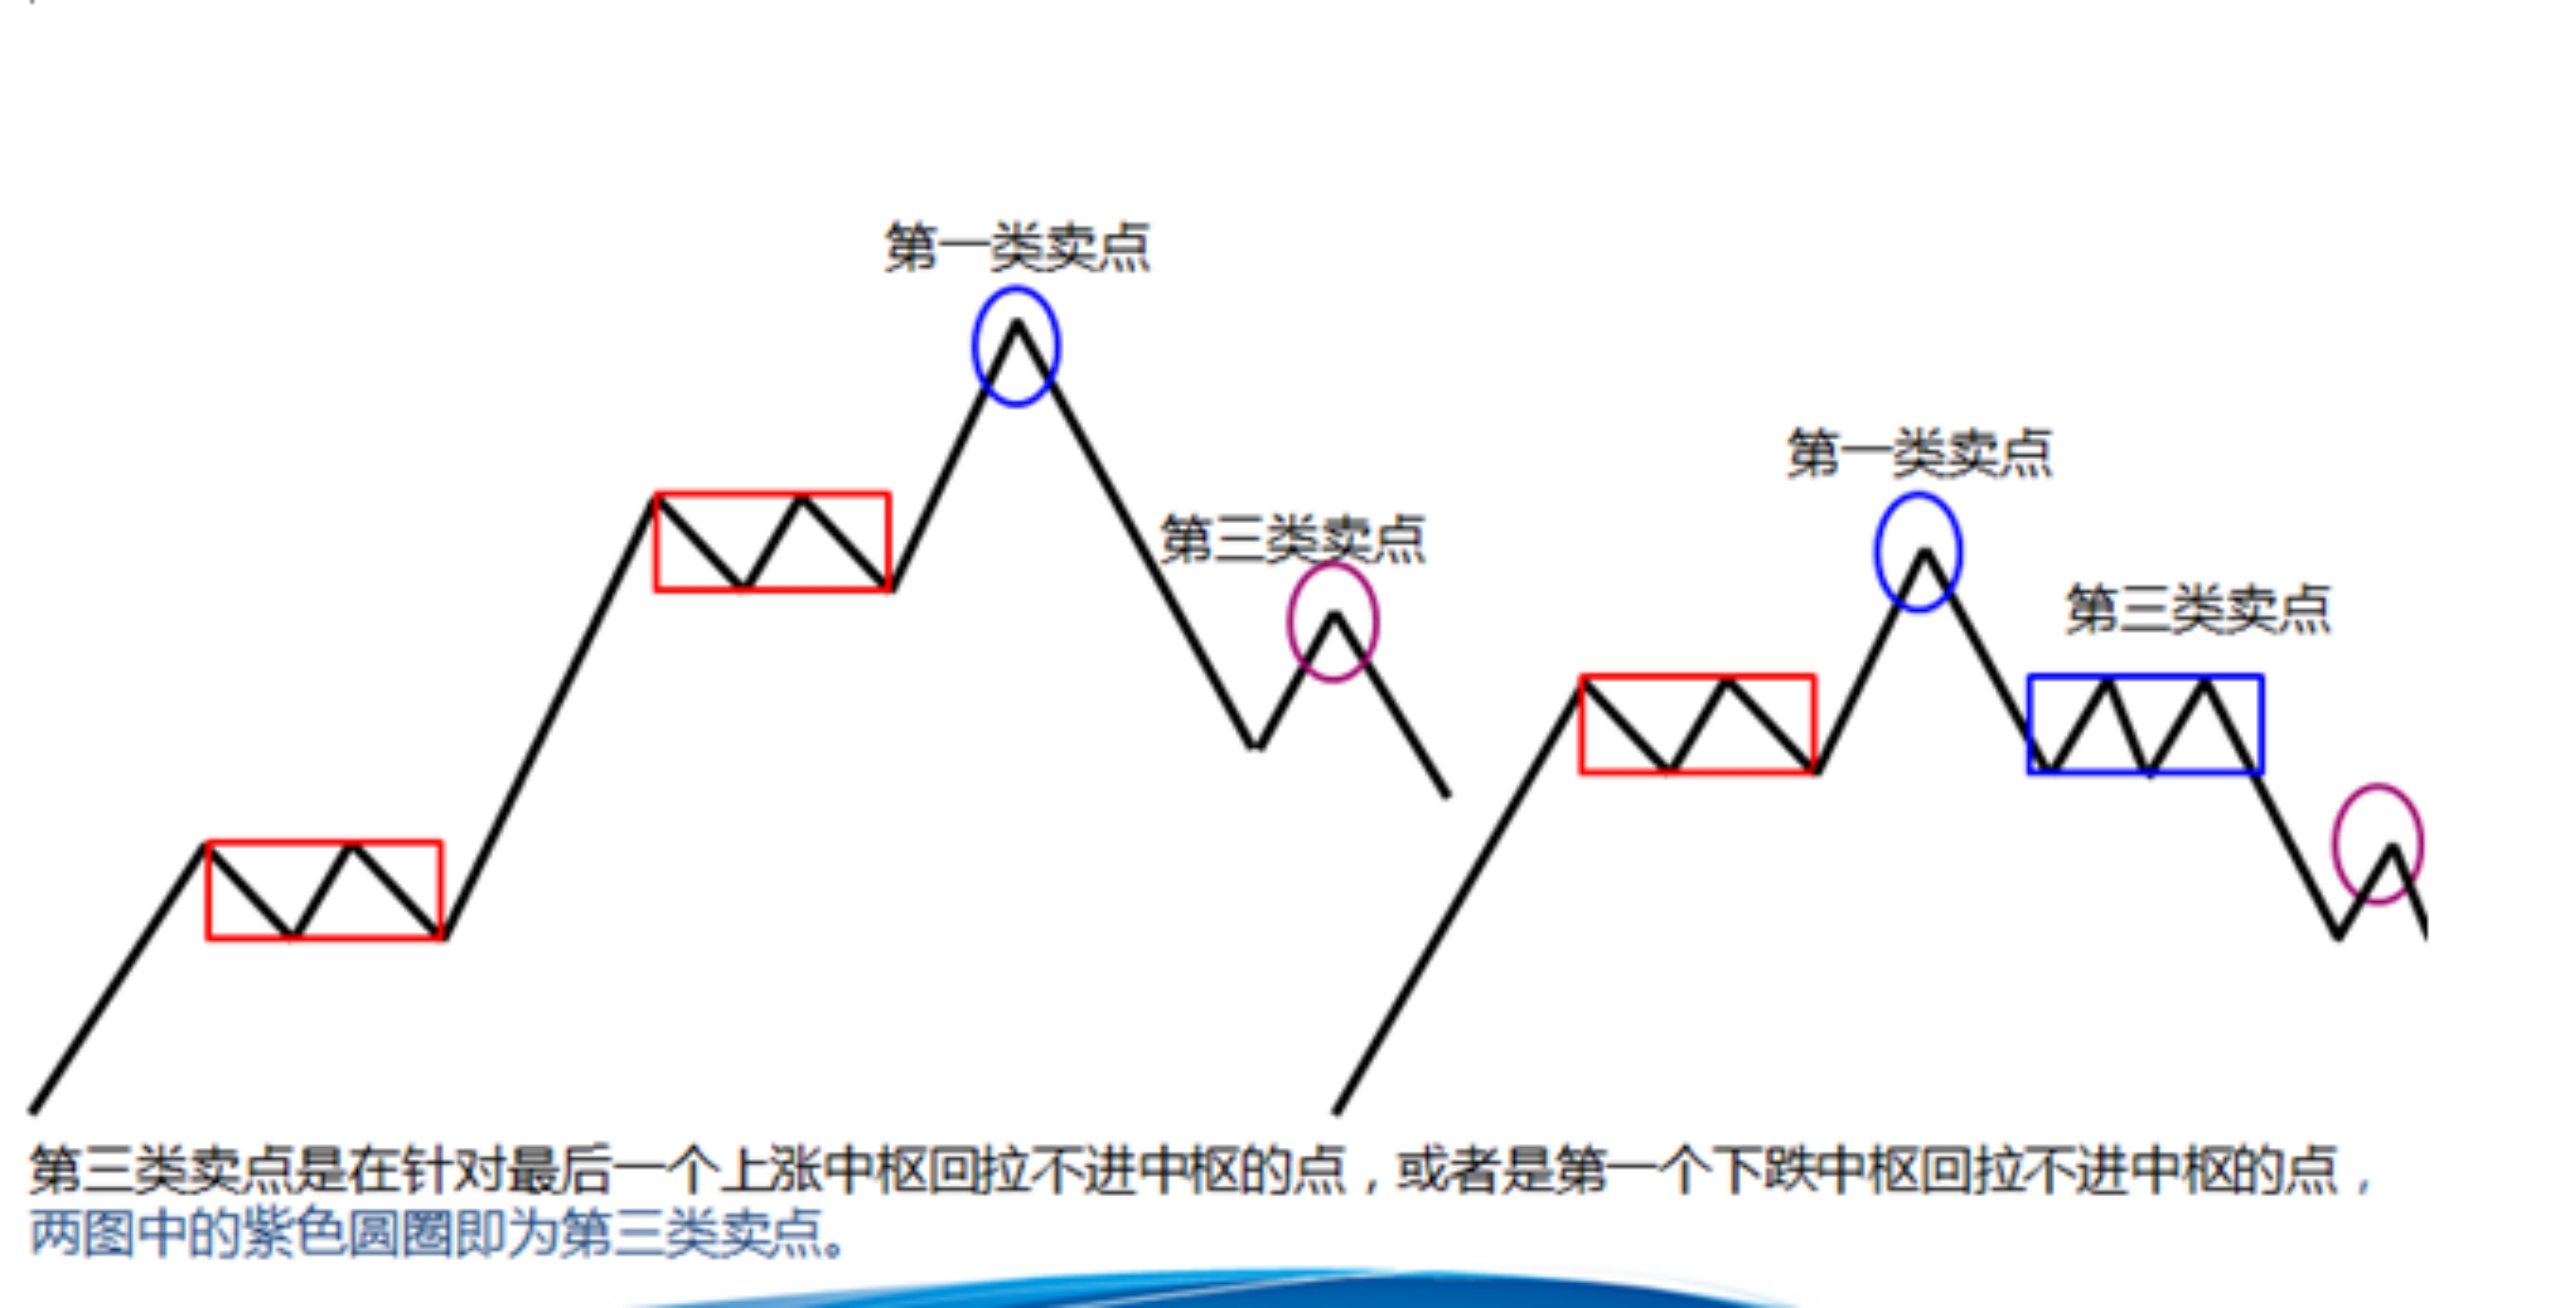 第一类卖点
第三类卖点
第一类卖点
第三类卖点
第三类卖点是在针对最后一个上涨中枢回拉不进中枢的点，或者是第一个下跌中枢回拉不进中枢的点，
两图中的紫色圆圈即为第三类卖点。